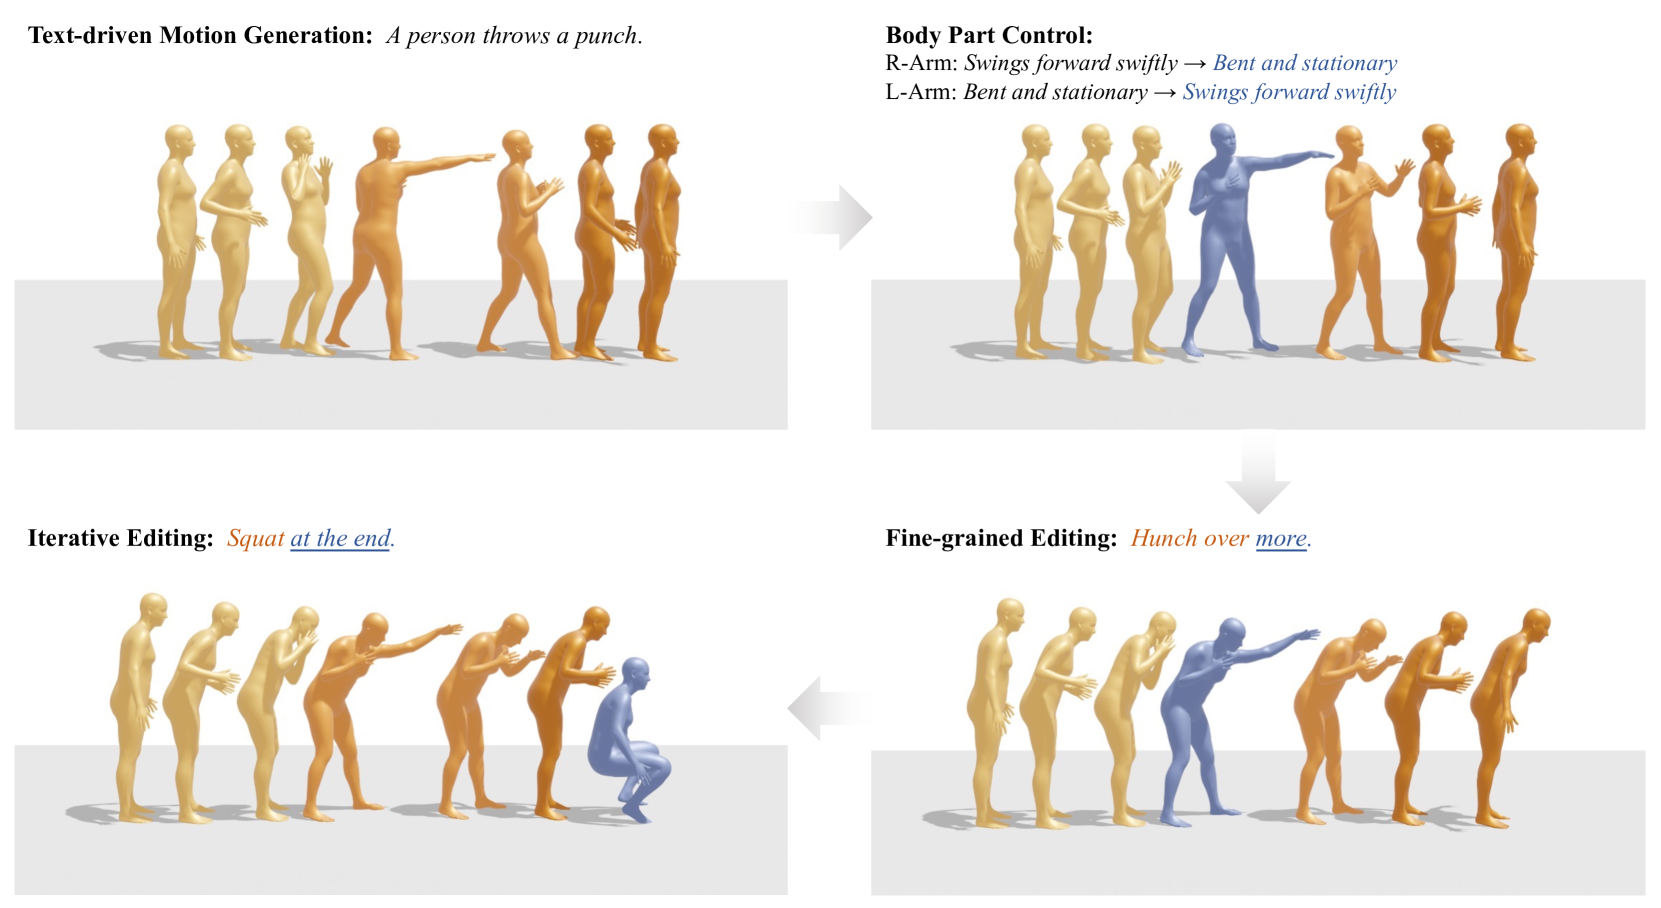 Text-driven Motion Generation: A person throws a punch.
Body Part Control:
R-Arm: Swings forward swiftly → Bent and stationary
L-Arm: Bent and stationary → Swings forward swiftly
Iterative Editing: Squat at the end.
Fine-grained Editing: Hunch over more.